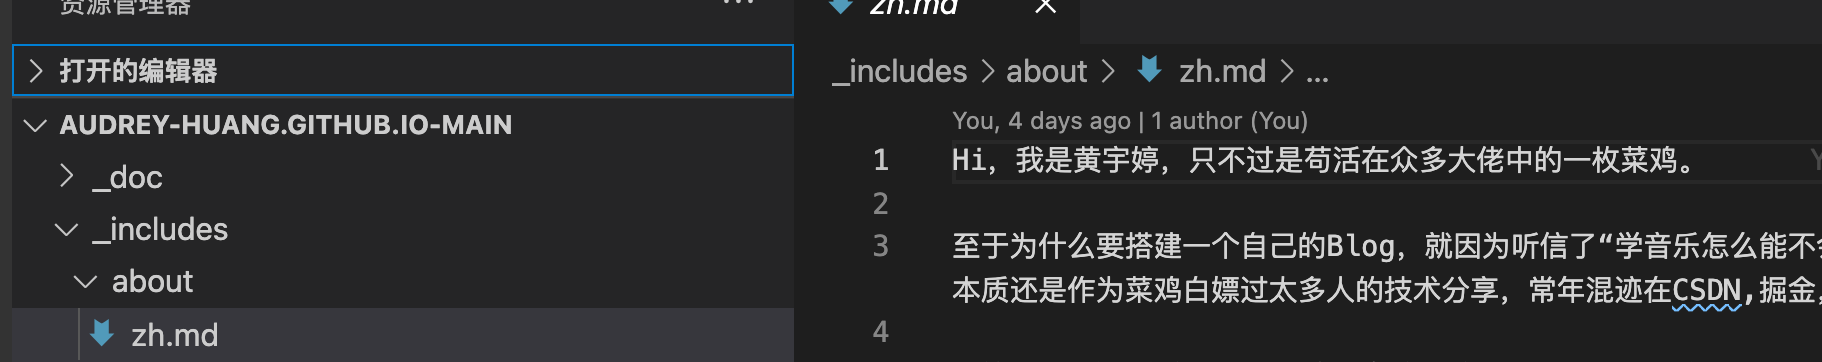 资源管理器
打开的编辑器
AUDREY-HUANG.GITHUB.IO-MAIN
_doc
_includes
about
zh.md
zh.md
_includes > about > zh.md > ...
You, 4 days ago | 1 author (You)
1 Hi，我是黄宇婷，只不过是苟活在众多大佬中的一枚菜鸡。
2
3 至于为什么要搭建一个自己的Blog，就因为听信了“学音乐怎么能不
本质还是作为菜鸡白嫖过太多人的技术分享，常年混迹在CSDN,掘金,
4